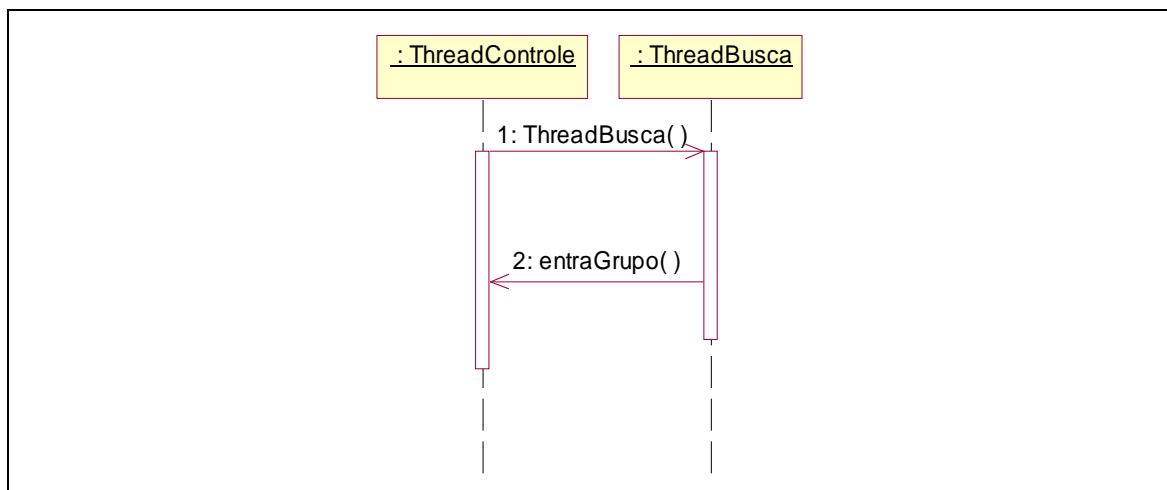 : ThreadControle
: ThreadBusca
1: ThreadBusca( )
2: entraGrupo( )